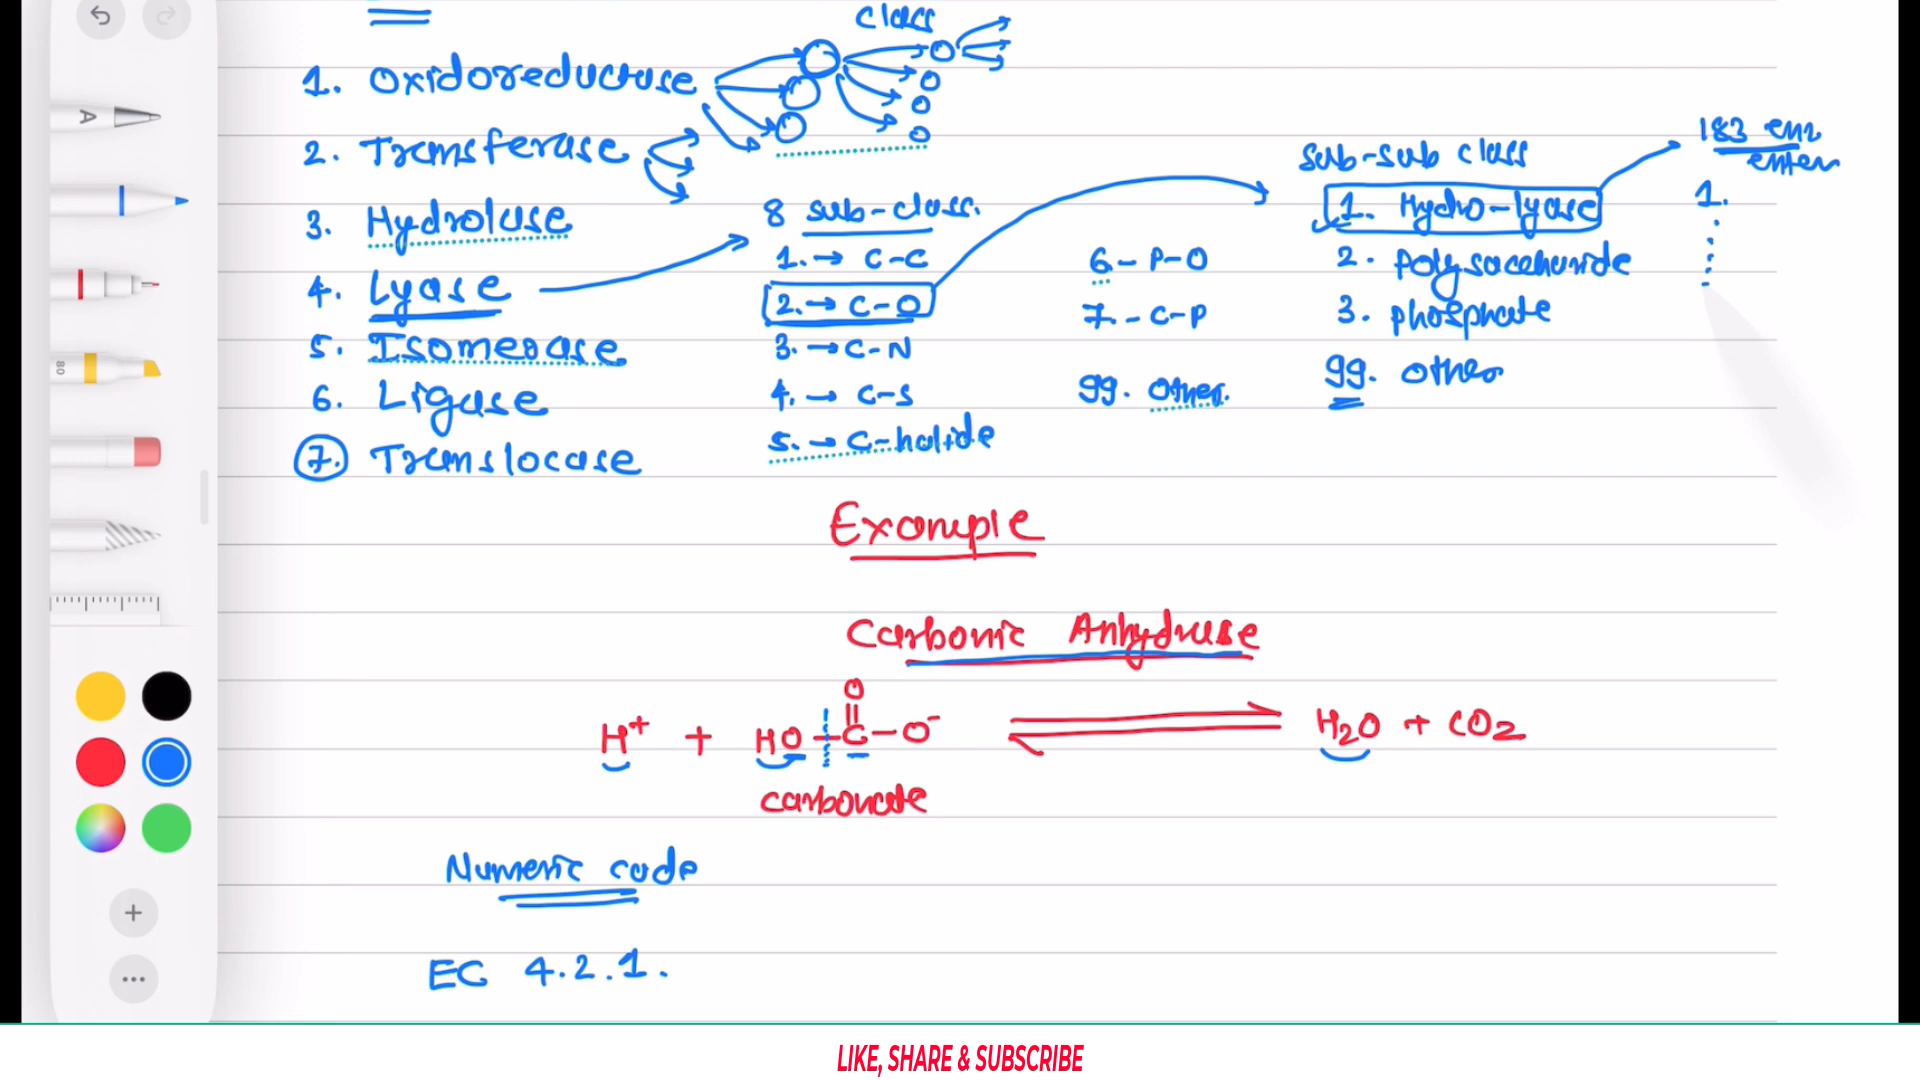 class
1. Oxidoreductase
2. Transferase
3. Hydrolase
4. Lyase
5. Isomerase
6. Ligase
7. Translocase
8 sub-class.
1. → C-C
2. → C-O
3. → C-N
4. → C-S
5. → C-halide
6 - P-O
7. - C-P
99. Other.
sub-sub class
1. Hydro-lyase
2. polysaccharide
3. phosphate
99. other
183 enz
1.
Example
Carbonic Anhydrase
O
H+ + HO-C-O- ⇌ H2O + CO2
carbonate
Numeric code
EC 4.2.1.
A
80
LIKE, SHARE & SUBSCRIBE